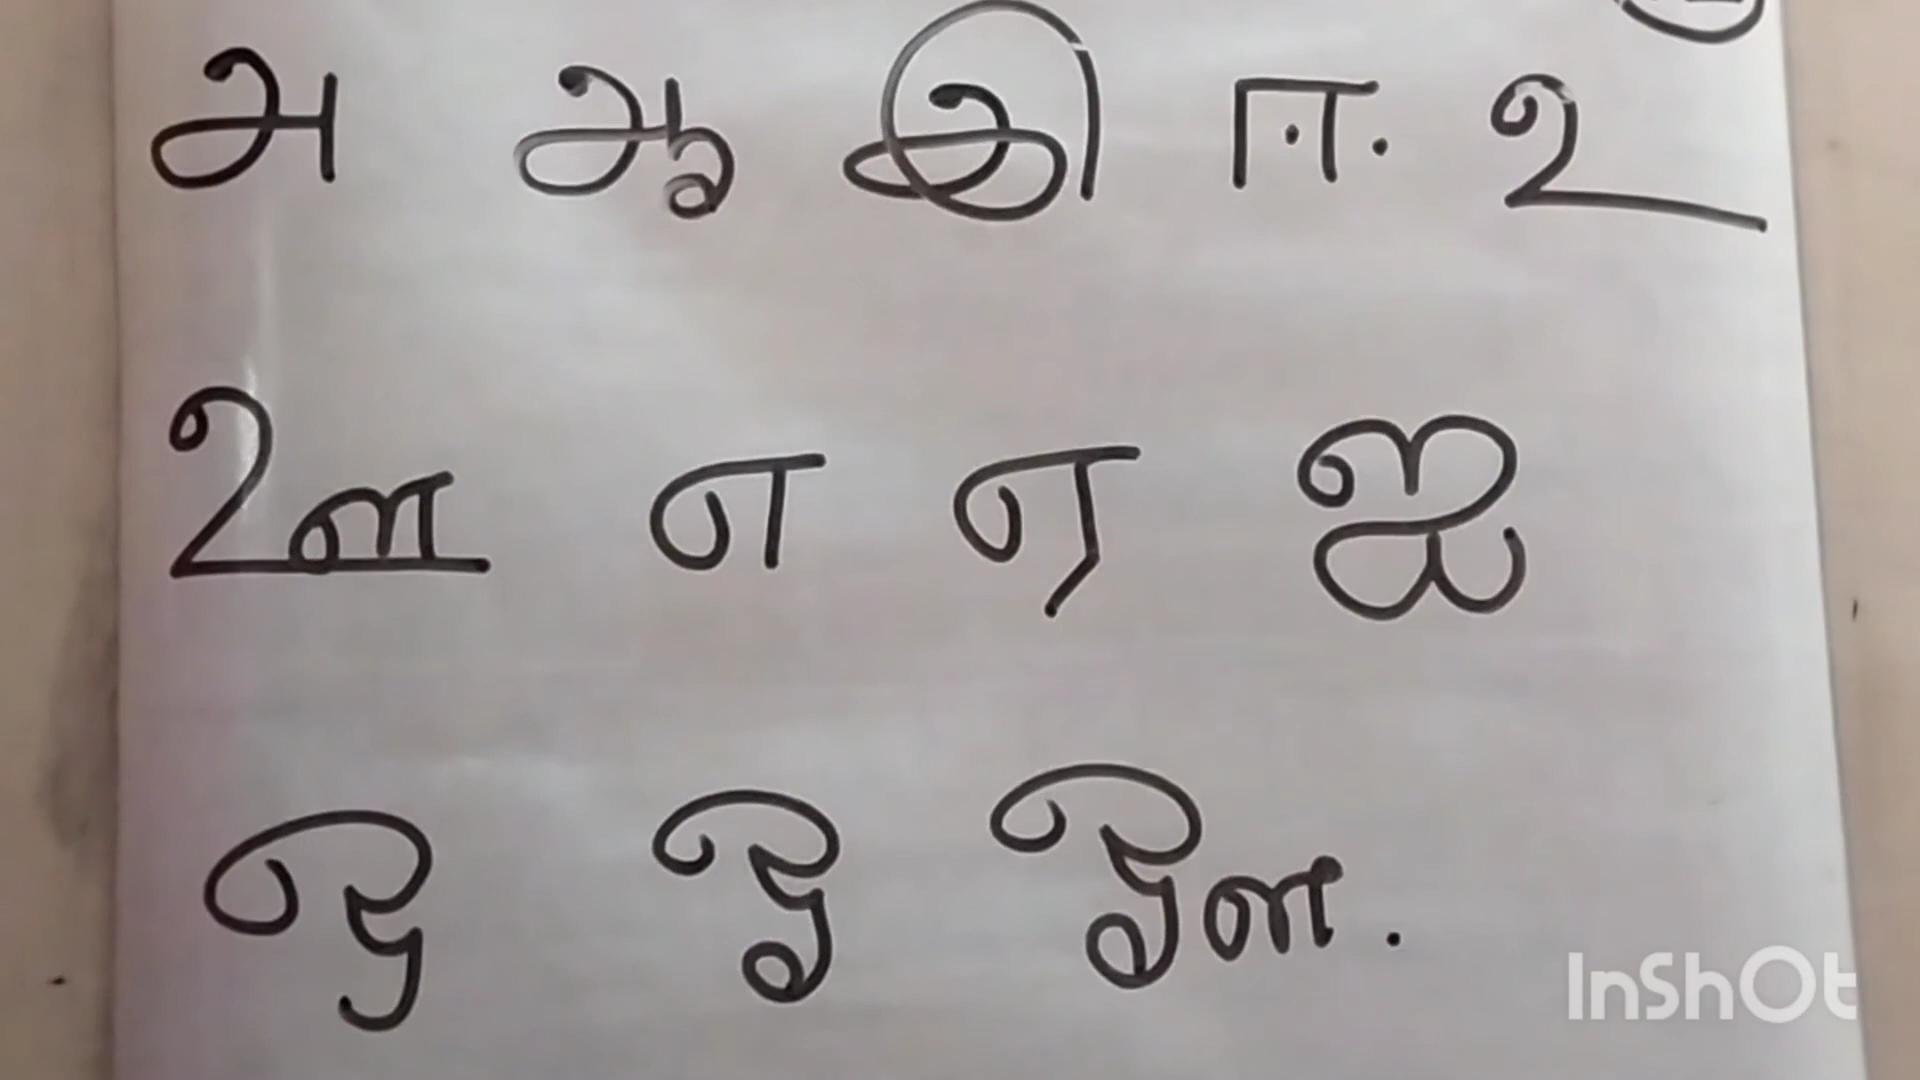 அ ஆ இ ஈ உ
ஊ எ ஏ ஐ
ஒ ஓ ஔ.
InShOt